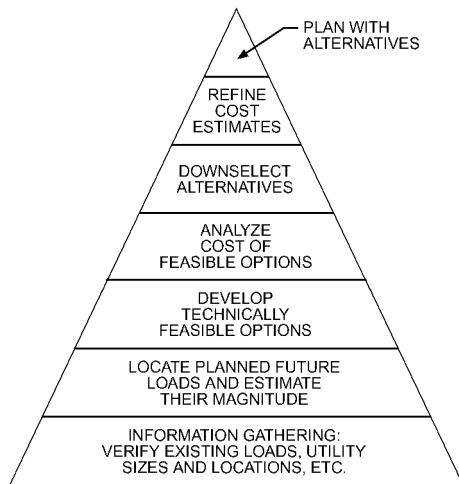 PLAN WITH
ALTERNATIVES
REFINE
COST
ESTIMATES
DOWNSELECT
ALTERNATIVES
ANALYZE
COST OF
FEASIBLE OPTIONS
DEVELOP
TECHNICALLY
FEASIBLE OPTIONS
LOCATE PLANNED FUTURE
LOADS AND ESTIMATE
THEIR MAGNITUDE
INFORMATION GATHERING:
VERIFY EXISTING LOADS, UTILITY
SIZES AND LOCATIONS, ETC.